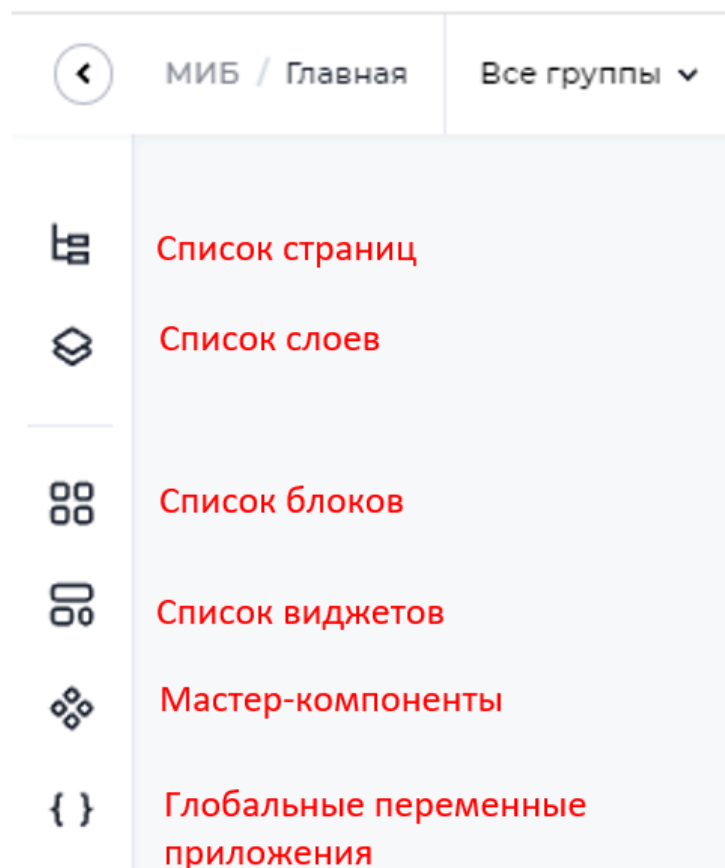 МИБ / Главная
Все группы
Список страниц
Список слоев
Список блоков
Список виджетов
Мастер-компоненты
{ }
Глобальные переменные
приложения